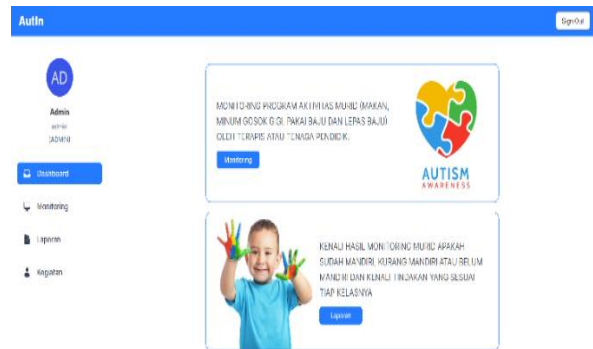 AutIn
Sign Out
AD
Admin
admin
(ADMIN)
Dashboard
Monitoring
Laporan
Kegiatan
MONITORING PROGRAM AKTIVITAS MURID (MAKAN,
MINUM GOSOK GIGI, PAKAI BAJU DAN LEPAS BAJU)
OLEH TERAPIS ATAU TENAGA PENDIDIK.
Monitoring
AUTISM
AWARENESS
KENALI HASIL MONITORING MURID APAKAH
SUDAH MANDIRI, KURANG MANDIRI ATAU BELUM
MANDIRI DAN KENALI TINDAKAN YANG SESUAI
TIAP KELASNYA
Laporan